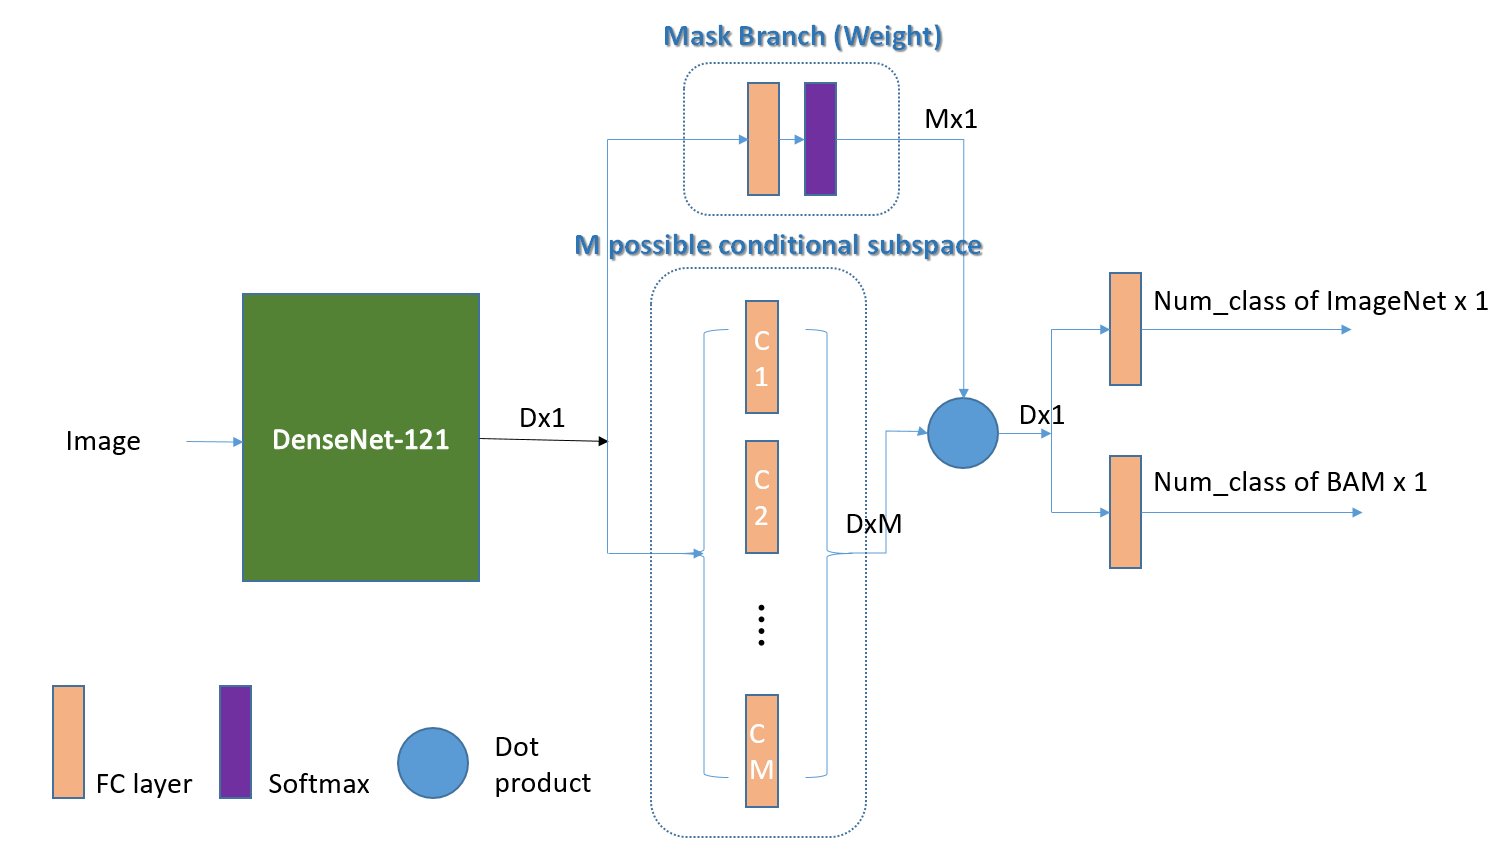 Mask Branch (Weight)
Mx1
M possible conditional subspace
C
1
Num_class of ImageNet x 1
Image
DenseNet-121
Dx1
Dx1
C
2
Num_class of BAM x 1
DxM
C
M
FC layer
Softmax
Dot
product